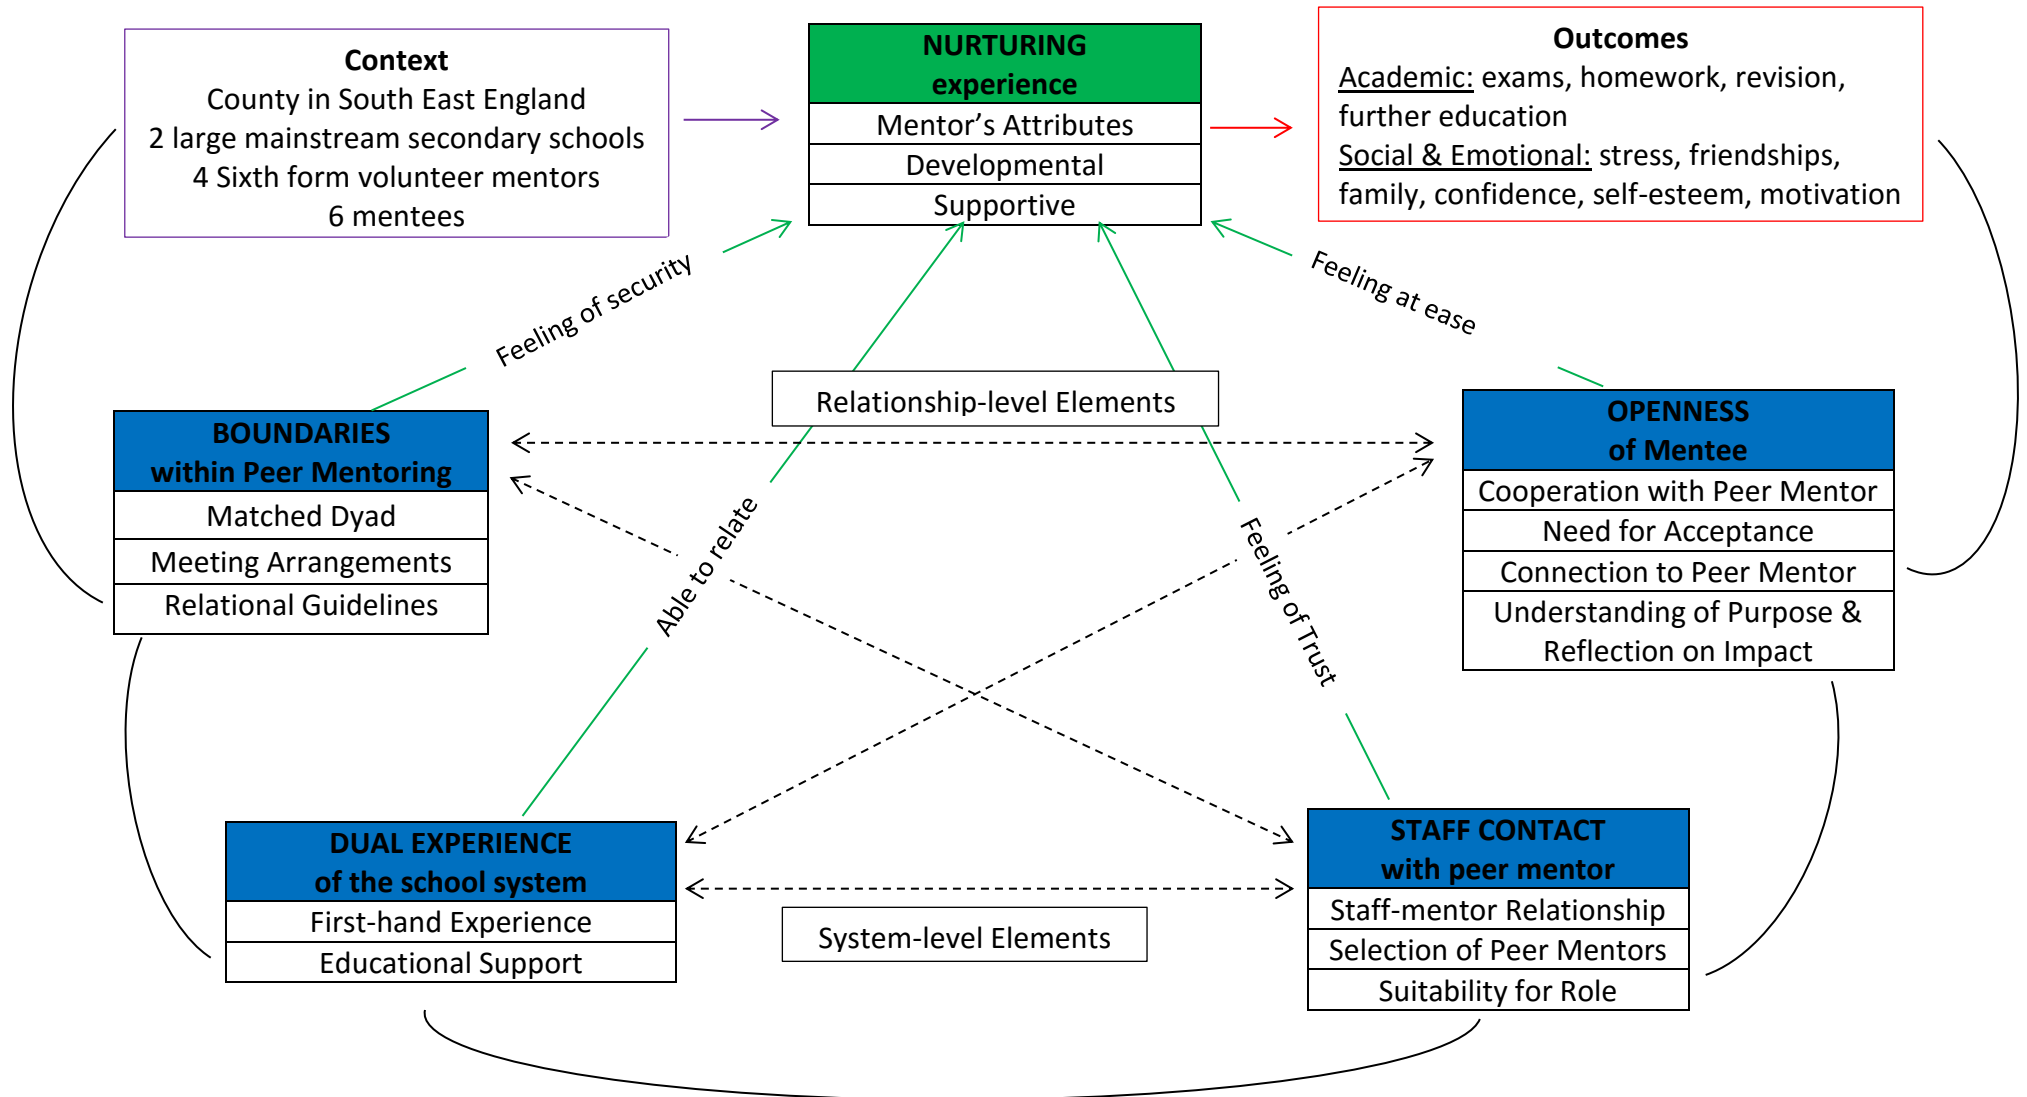 Context
County in South East England
2 large mainstream secondary schools
4 Sixth form volunteer mentors
6 mentees
NURTURING
experience
Mentor’s Attributes
Developmental
Supportive
Outcomes
Academic: exams, homework, revision,
further education
Social & Emotional: stress, friendships,
family, confidence, self-esteem, motivation
Feeling of security
Feeling at ease
Relationship-level Elements
BOUNDARIES
within Peer Mentoring
Matched Dyad
Meeting Arrangements
Relational Guidelines
OPENNESS
of Mentee
Cooperation with Peer Mentor
Need for Acceptance
Connection to Peer Mentor
Understanding of Purpose &
Reflection on Impact
Able to relate
Feeling of Trust
DUAL EXPERIENCE
of the school system
First-hand Experience
Educational Support
System-level Elements
STAFF CONTACT
with peer mentor
Staff-mentor Relationship
Selection of Peer Mentors
Suitability for Role